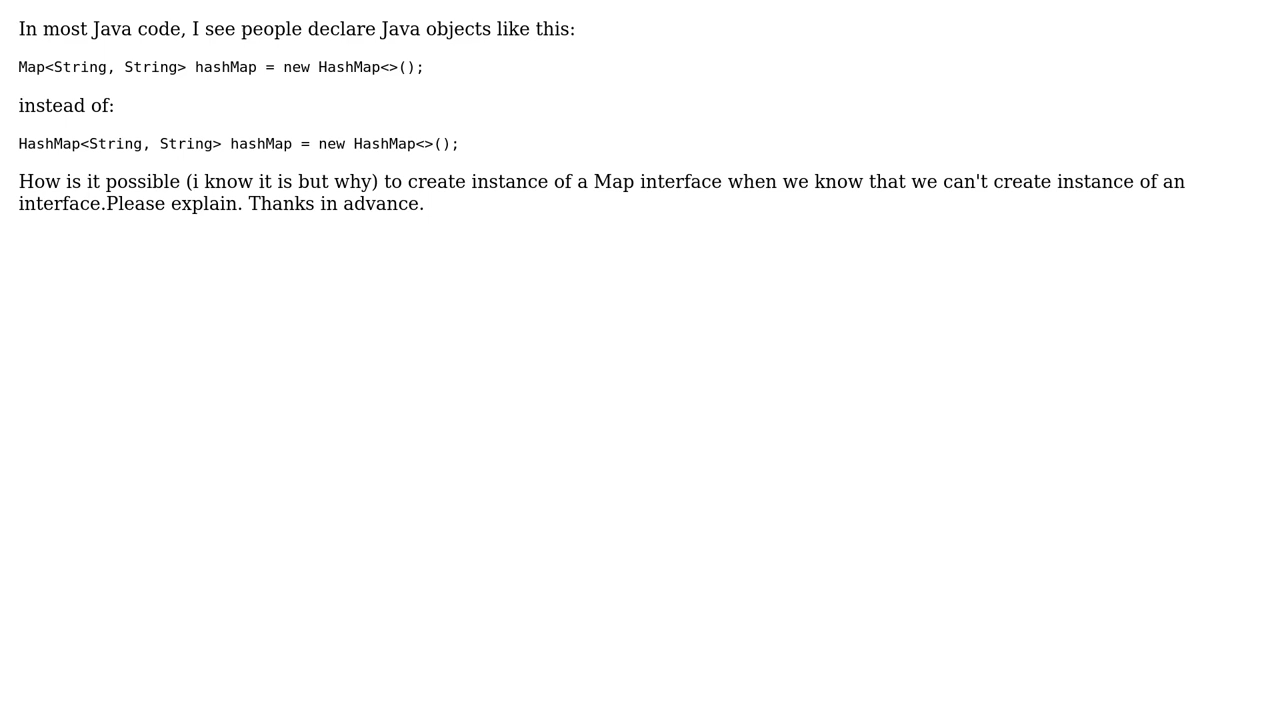 In most Java code, I see people declare Java objects like this:
Map<String, String> hashMap = new HashMap<>();
instead of:
HashMap<String, String> hashMap = new HashMap<>();
How is it possible (i know it is but why) to create instance of a Map interface when we know that we can't create instance of an
interface.Please explain. Thanks in advance.